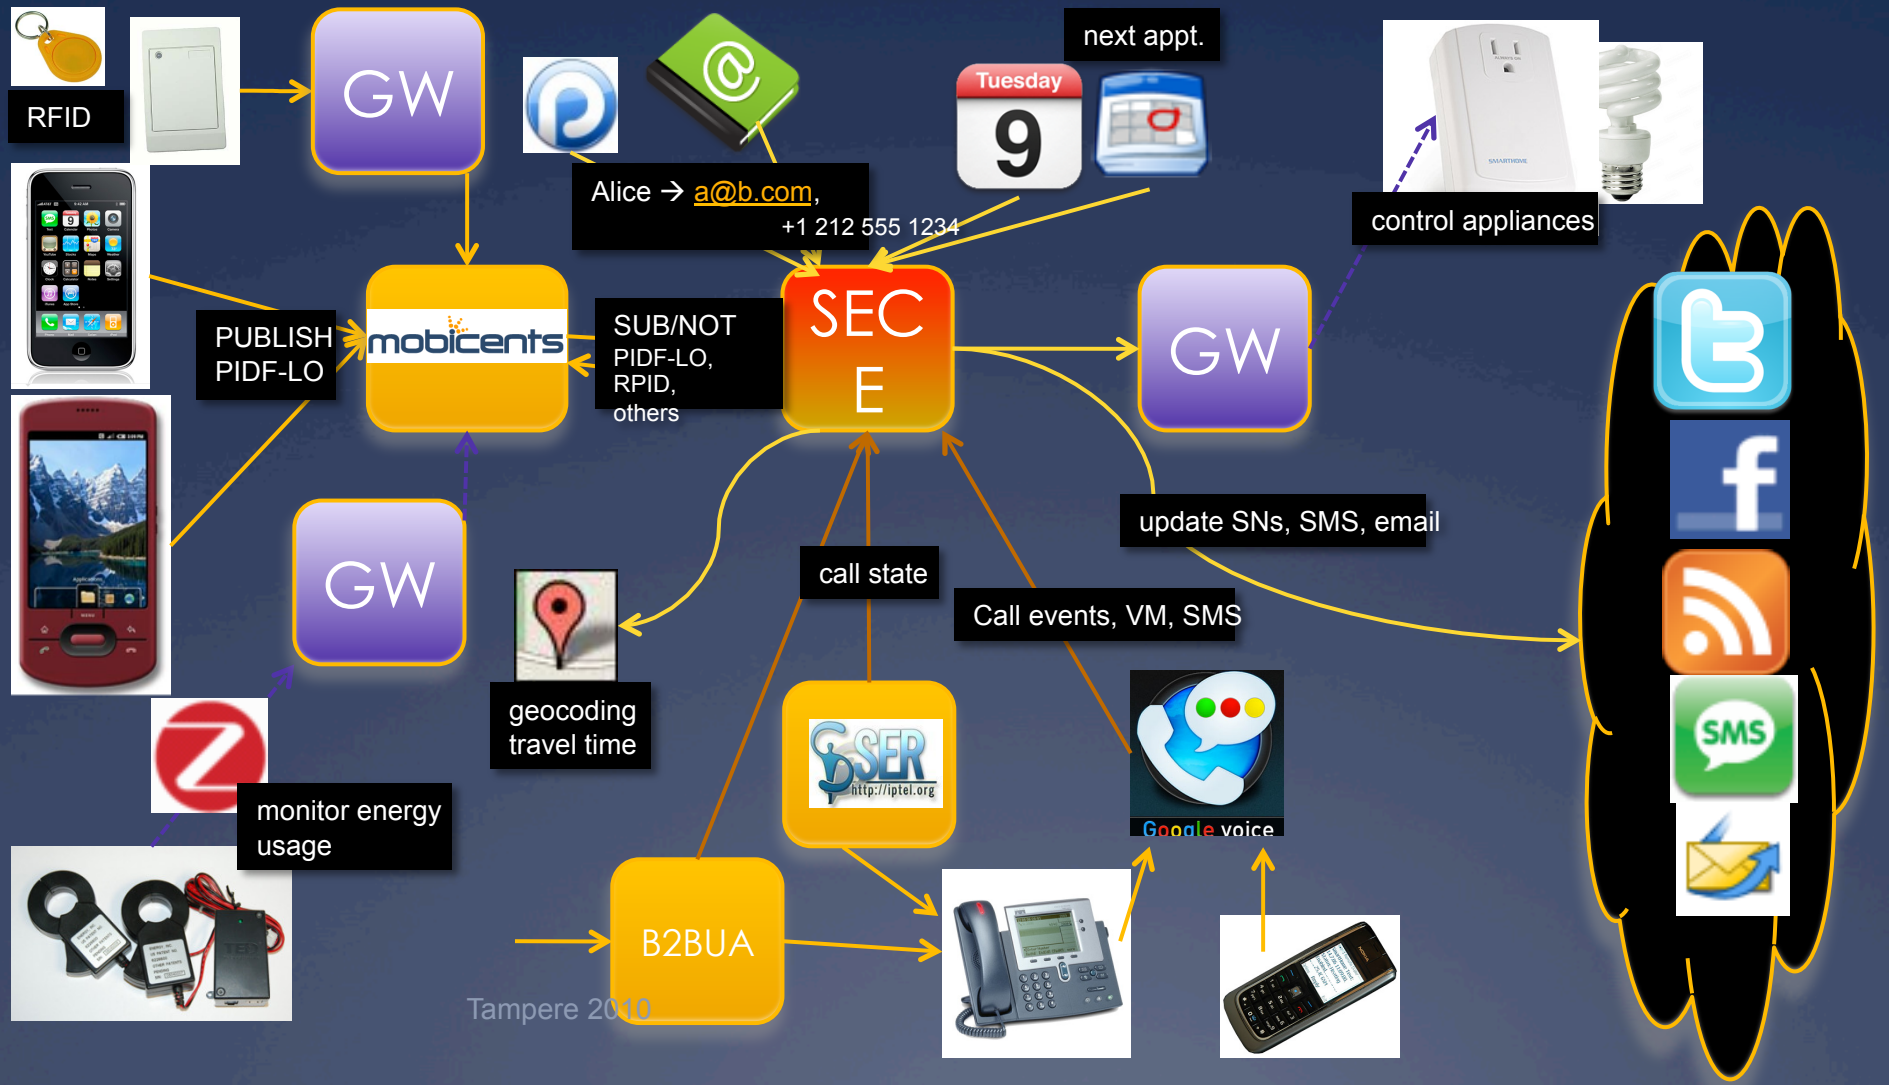 GW
next appt.
RFID
Tuesday
9
SMARTHOME
Alice → a@b.com,
+1 212 555 1234
control appliances
mobicents
PUBLISH
PIDF-LO
SUB/NOT
PIDF-LO,
RPID,
others
SEC
E
GW
GW
update SNs, SMS, email
call state
Call events, VM, SMS
geocoding
travel time
SER
http://iptel.org
SMS
monitor energy
usage
Google voice
B2BUA
Tampere 2010